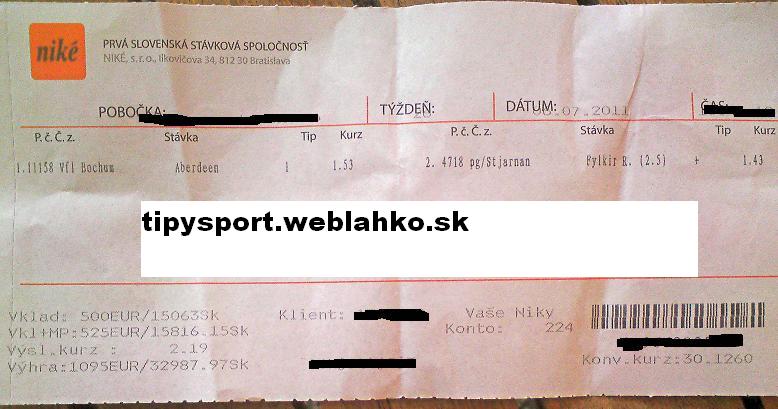 niké
PRVÁ SLOVENSKÁ STÁVKOVÁ SPOLOČNOSŤ
NIKÉ, s.r.o., Ilkovičova 34, 812 30 Bratislava
POBOČKA: TÝŽDEŇ: DÁTUM: .07.2011 ČAS:
P.č.Č.z. Stávka Tip Kurz P.č.Č.z. Stávka Tip Kurz
1.11158 Vfl Bochum Aberdeen 1 1.53 2. 4718 pg/Stjarnan Fylkir R. (2.5) + 1.43
tipysport.weblahko.sk
Vklad: 500EUR/15063Sk Klient: Vaše Niky
Vkl+MP:525EUR/15816.15Sk Konto: 224
Výsl.kurz : 2.19
Výhra:1095EUR/32987.97Sk Konv.kurz:30.1260